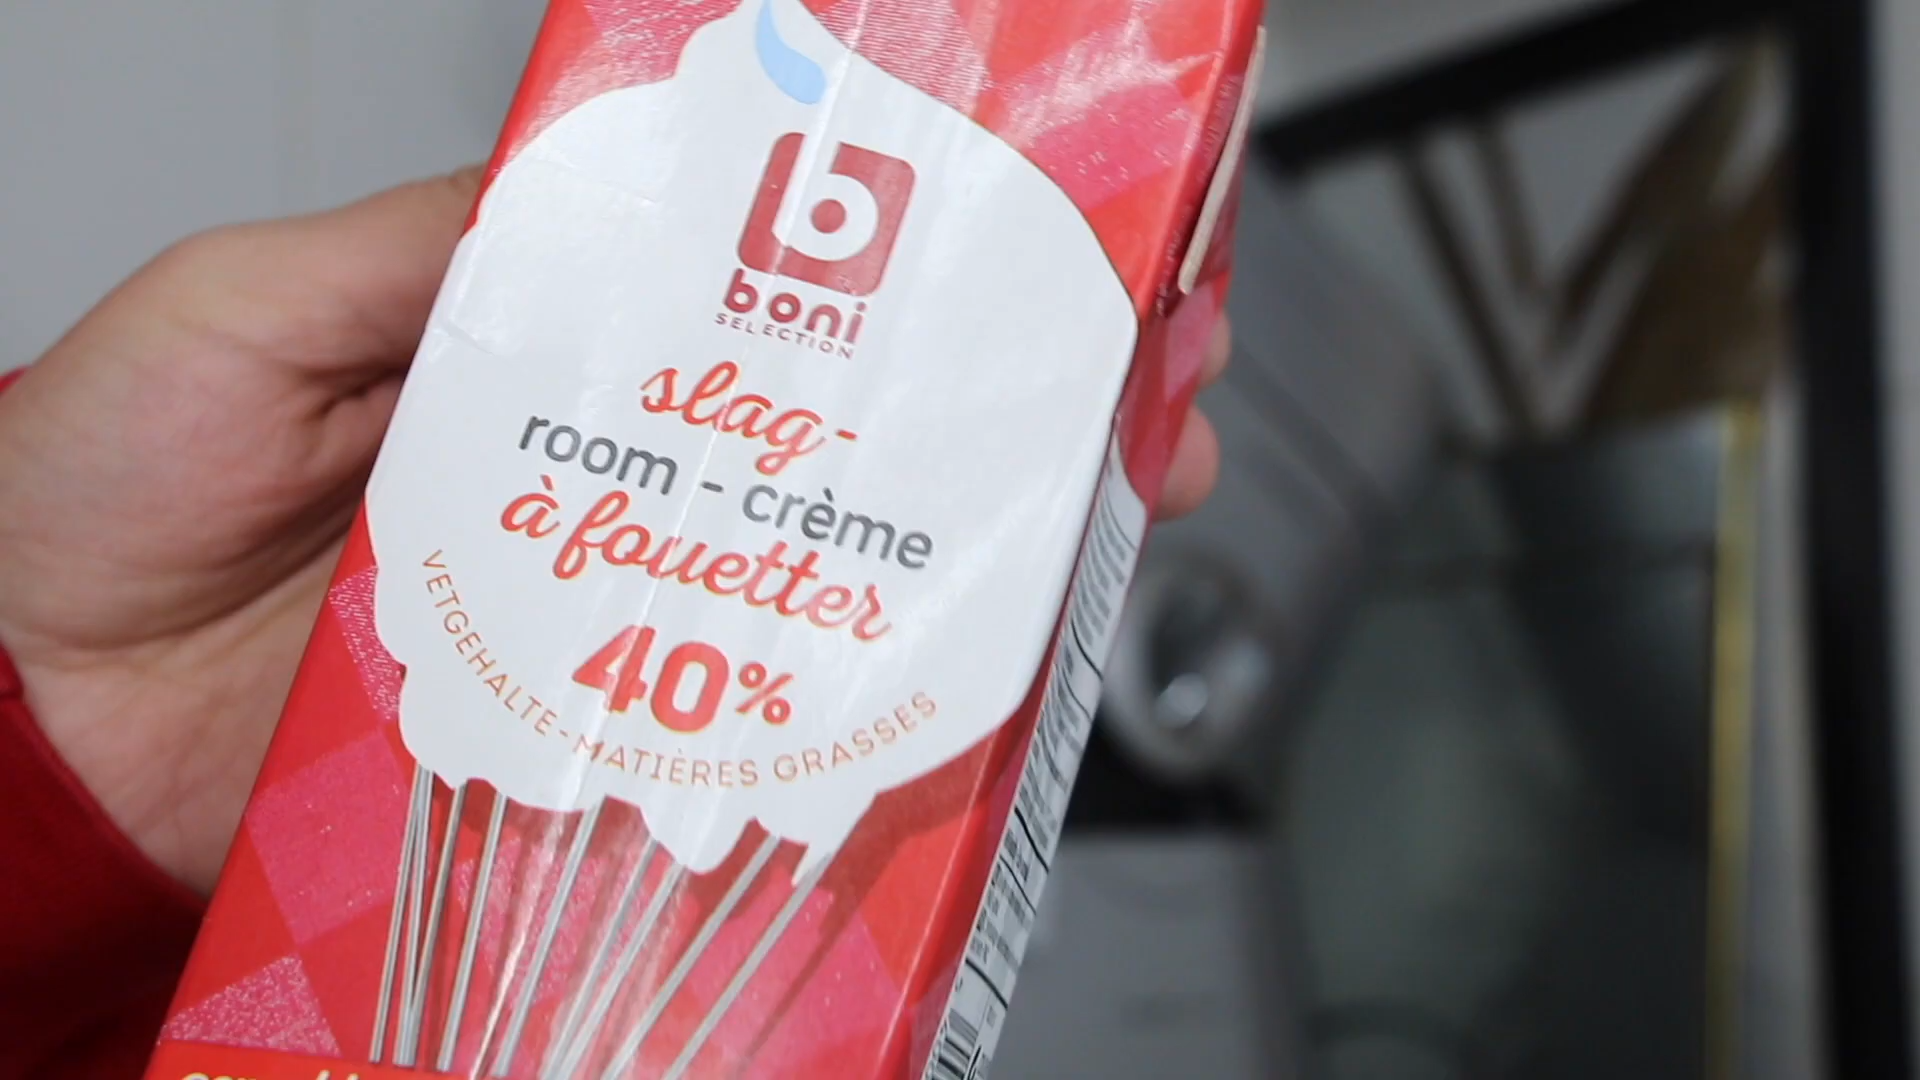 boni
SELECTION
slag-
room - crème
à fouetter
40%
VETGEHALTE - MATIÈRES GRASSES